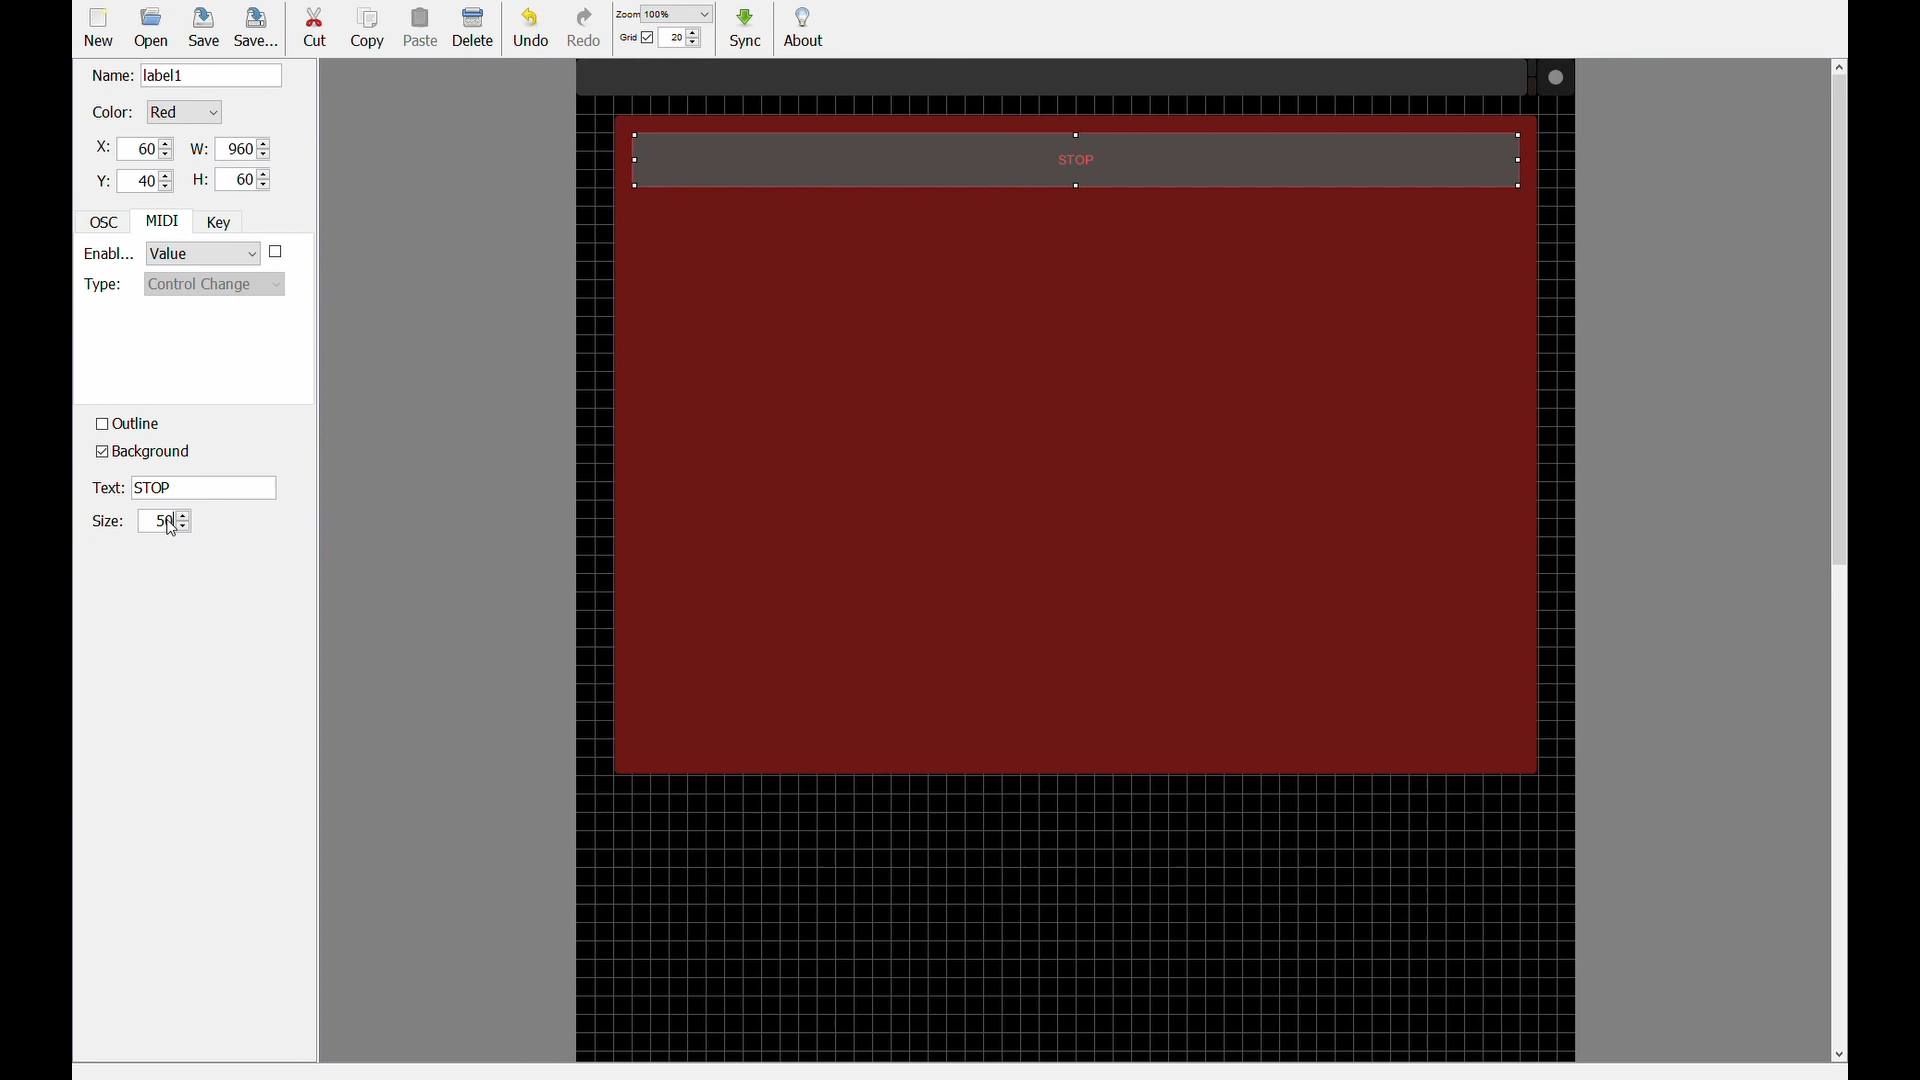 New Open Save Save... Cut Copy Paste Delete Undo Redo Zoom 100% Sync About
Grid 20
Name: label1
Color: Red
X: 60 W: 960
Y: 40 H: 60
OSC MIDI Key
Enabl... Value
Type: Control Change
Outline
Background
Text: STOP
Size: 50
STOP